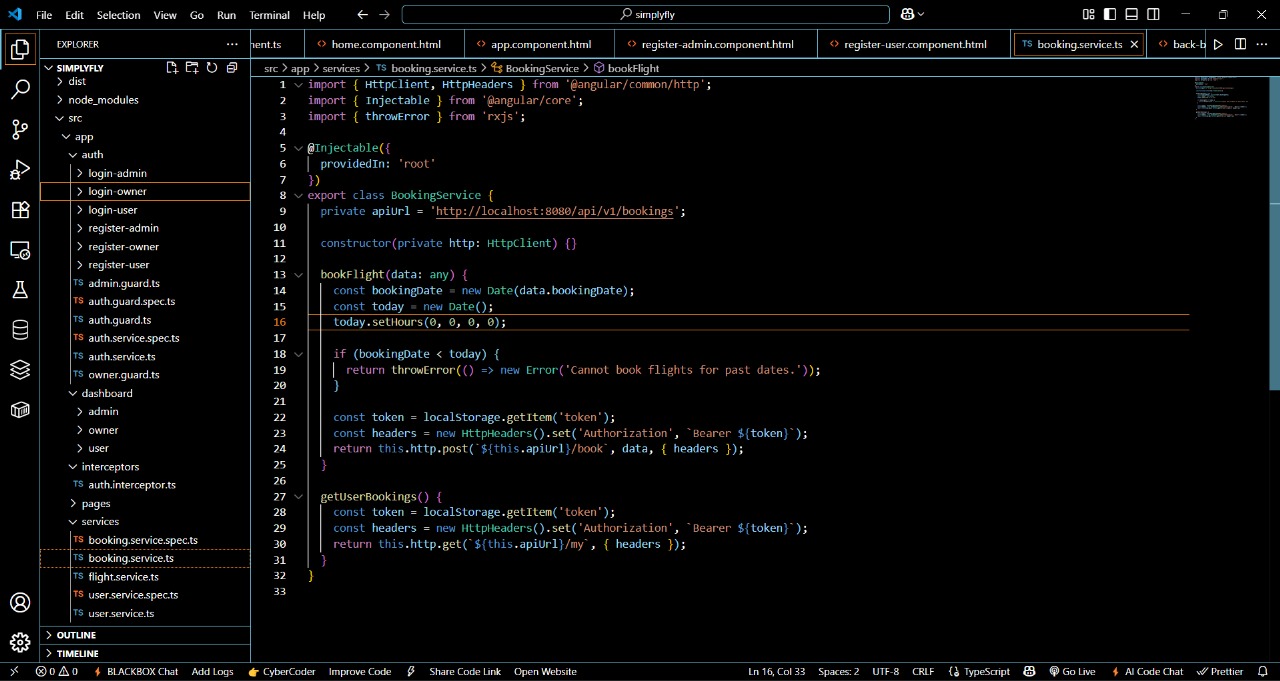 File Edit Selection View Go Run Terminal Help
simplyfly
EXPLORER
nent.ts
home.component.html
app.component.html
register-admin.component.html
register-user.component.html
TS booking.service.ts
back-b
SIMPLYFLY
dist
node_modules
src
app
auth
login-admin
login-owner
login-user
register-admin
register-owner
register-user
TS admin.guard.ts
TS auth.guard.spec.ts
TS auth.guard.ts
TS auth.service.spec.ts
TS auth.service.ts
TS owner.guard.ts
dashboard
admin
owner
user
interceptors
TS auth.interceptor.ts
pages
services
TS booking.service.spec.ts
TS booking.service.ts
TS flight.service.ts
TS user.service.spec.ts
TS user.service.ts
OUTLINE
TIMELINE
src > app > services > TS booking.service.ts > BookingService > bookFlight
1 import { HttpClient, HttpHeaders } from '@angular/common/http';
2 import { Injectable } from '@angular/core';
3 import { throwError } from 'rxjs';
4
5 @Injectable({
6 providedIn: 'root'
7 })
8 export class BookingService {
9 private apiUrl = 'http://localhost:8080/api/v1/bookings';
10
11 constructor(private http: HttpClient) {}
12
13 bookFlight(data: any) {
14 const bookingDate = new Date(data.bookingDate);
15 const today = new Date();
16 today.setHours(0, 0, 0, 0);
17
18 if (bookingDate < today) {
19 return throwError(() => new Error('Cannot book flights for past dates.'));
20 }
21
22 const token = localStorage.getItem('token');
23 const headers = new HttpHeaders().set('Authorization', `Bearer ${token}`);
24 return this.http.post(`${this.apiUrl}/book`, data, { headers });
25 }
26
27 getUserBookings() {
28 const token = localStorage.getItem('token');
29 const headers = new HttpHeaders().set('Authorization', `Bearer ${token}`);
30 return this.http.get(`${this.apiUrl}/my`, { headers });
31 }
32 }
33
0 0 BLACKBOX Chat Add Logs CyberCoder Improve Code Share Code Link Open Website Ln 16, Col 33 Spaces: 2 UTF-8 CRLF {} TypeScript Go Live AI Code Chat Prettier